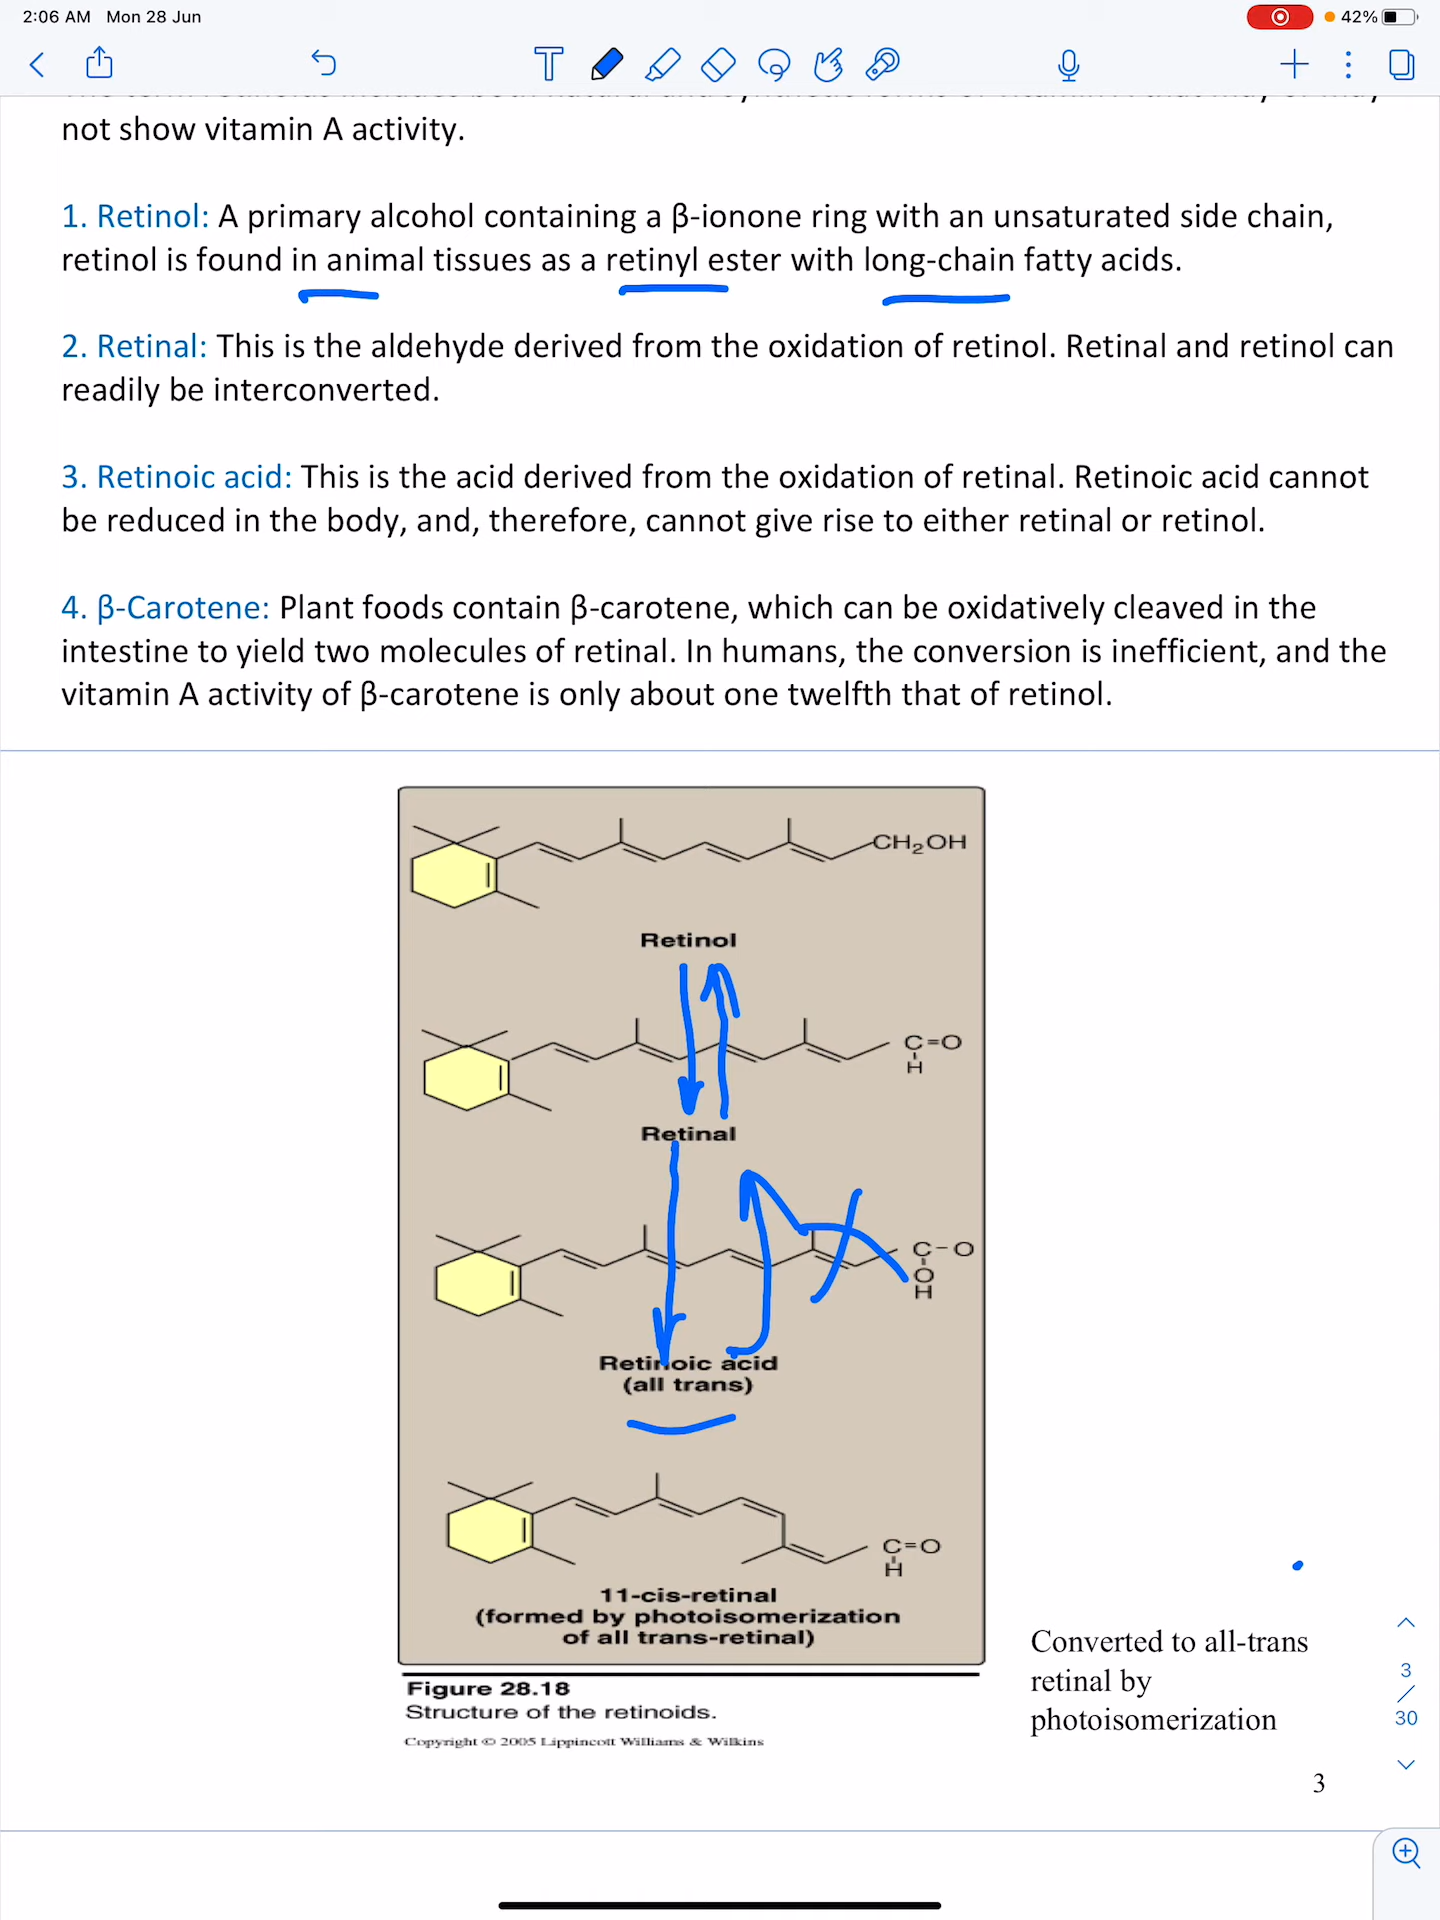 2:06 AM Mon 28 Jun
42%
not show vitamin A activity.
1. Retinol: A primary alcohol containing a β-ionone ring with an unsaturated side chain,
retinol is found in animal tissues as a retinyl ester with long-chain fatty acids.
2. Retinal: This is the aldehyde derived from the oxidation of retinol. Retinal and retinol can
readily be interconverted.
3. Retinoic acid: This is the acid derived from the oxidation of retinal. Retinoic acid cannot
be reduced in the body, and, therefore, cannot give rise to either retinal or retinol.
4. β-Carotene: Plant foods contain β-carotene, which can be oxidatively cleaved in the
intestine to yield two molecules of retinal. In humans, the conversion is inefficient, and the
vitamin A activity of β-carotene is only about one twelfth that of retinol.
CH₂OH
Retinol
C=O
H
Retinal
C-O
O
H
Retinoic acid
(all trans)
C=O
H
11-cis-retinal
(formed by photoisomerization
of all trans-retinal)
Figure 28.18
Structure of the retinoids.
Copyright © 2005 Lippincott Williams & Wilkins
Converted to all-trans
retinal by
photoisomerization
3
/
30
3